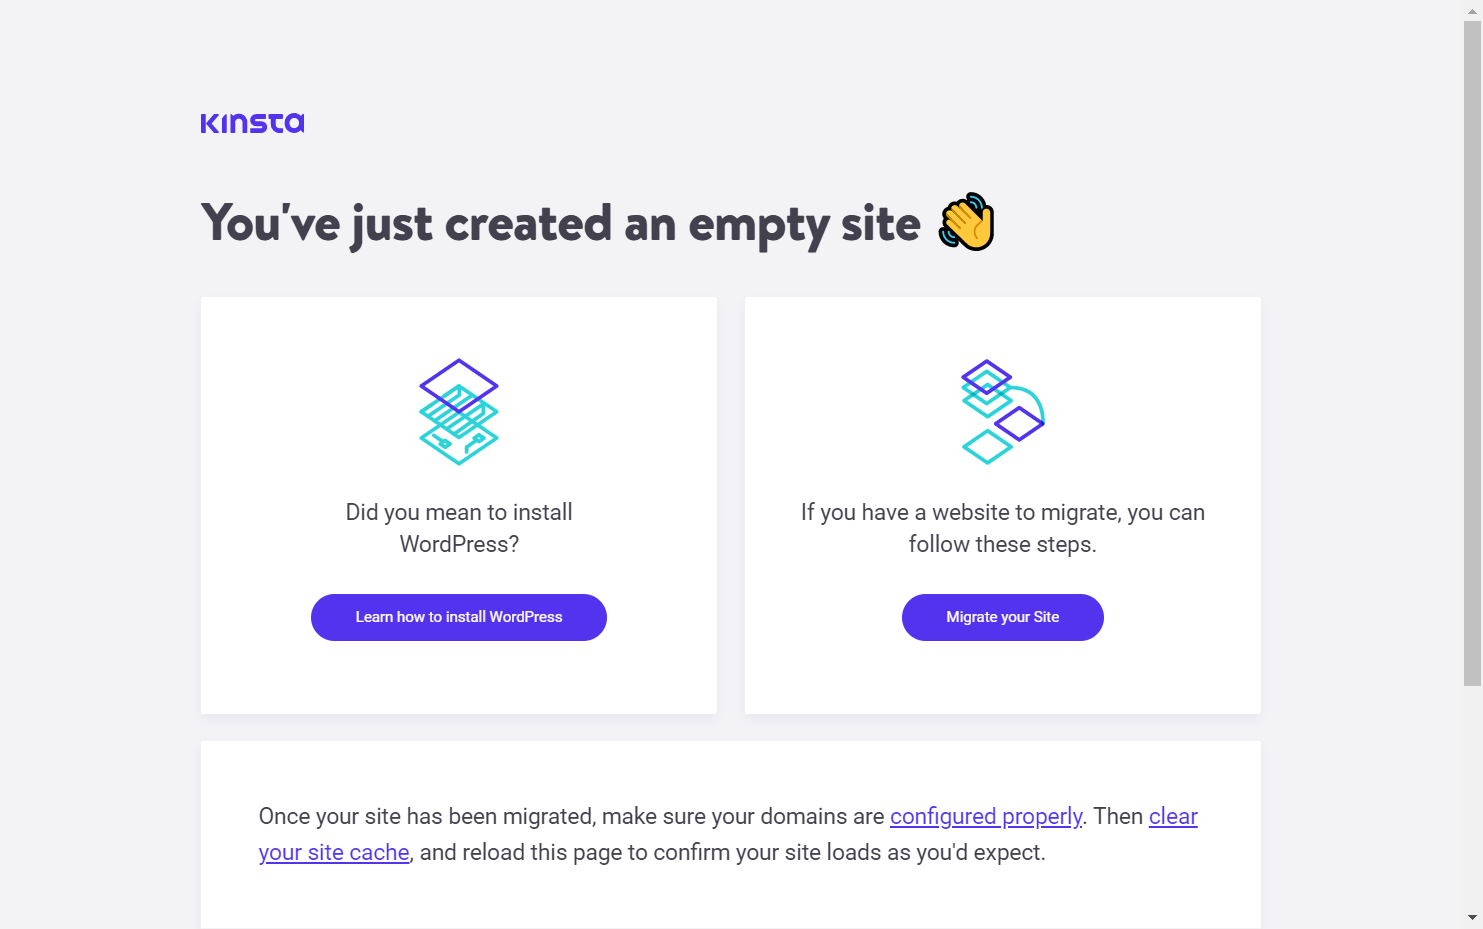 Kinsta
You've just created an empty site
Did you mean to install
WordPress?
Learn how to install WordPress
If you have a website to migrate, you can
follow these steps.
Migrate your Site
Once your site has been migrated, make sure your domains are configured properly. Then clear
your site cache, and reload this page to confirm your site loads as you'd expect.